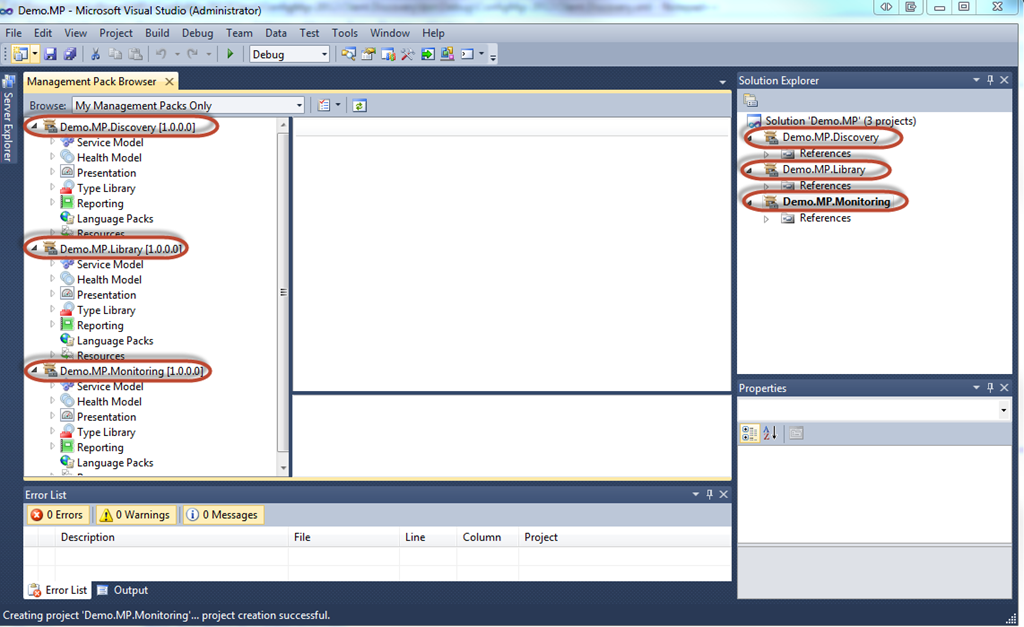 Demo.MP - Microsoft Visual Studio (Administrator)
File Edit View Project Build Debug Team Data Test Tools Window Help
Debug
Server Explorer
Management Pack Browser
Browse: My Management Packs Only
Demo.MP.Discovery [1.0.0.0]
Service Model
Health Model
Presentation
Type Library
Reporting
Language Packs
Resources
Demo.MP.Library [1.0.0.0]
Service Model
Health Model
Presentation
Type Library
Reporting
Language Packs
Resources
Demo.MP.Monitoring [1.0.0.0]
Service Model
Health Model
Presentation
Type Library
Reporting
Language Packs
Solution Explorer
Solution 'Demo.MP' (3 projects)
Demo.MP.Discovery
References
Demo.MP.Library
References
Demo.MP.Monitoring
References
Properties
Error List
0 Errors 0 Warnings 0 Messages
Description File Line Column Project
Error List Output
Creating project 'Demo.MP.Monitoring'... project creation successful.